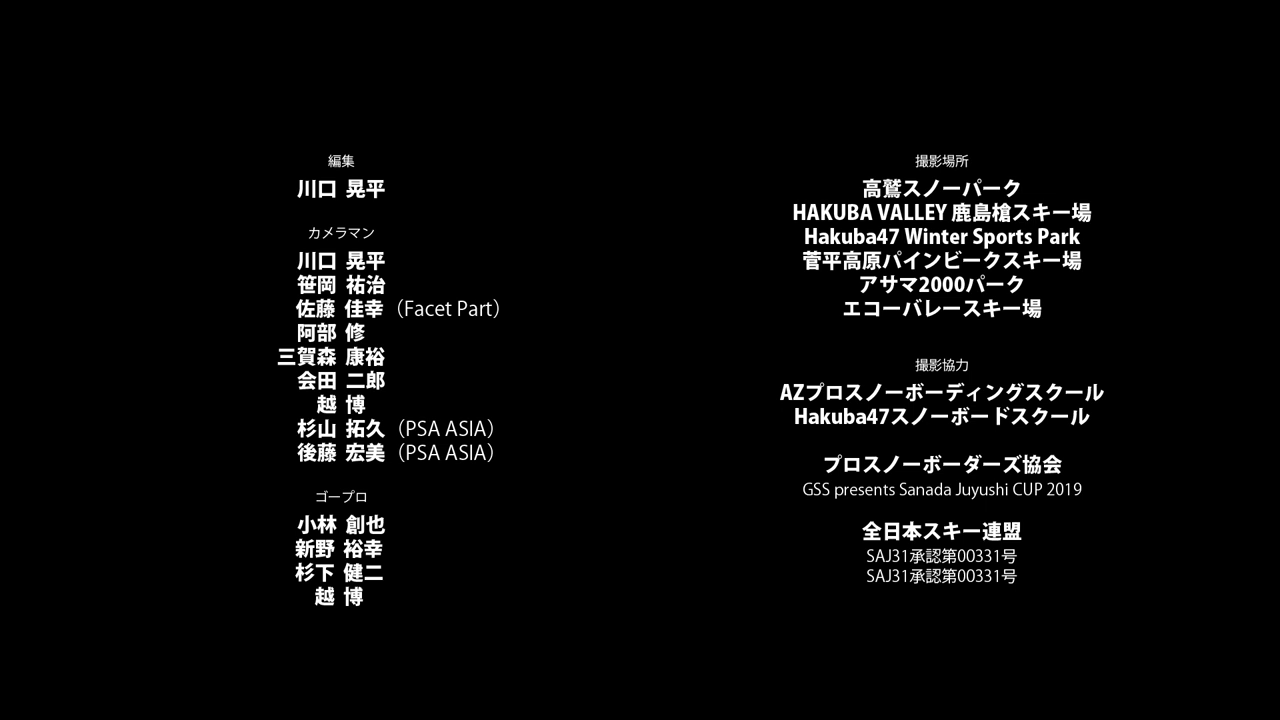 編集
川口 晃平
カメラマン
川口 晃平
笹岡 祐治
佐藤 佳幸（Facet Part）
阿部 修
三賀森 康裕
会田 二郎
越 博
杉山 拓久（PSA ASIA）
後藤 宏美（PSA ASIA）
ゴープロ
小林 創也
新野 裕幸
杉下 健二
越 博
撮影場所
高鷲スノーパーク
HAKUBA VALLEY 鹿島槍スキー場
Hakuba47 Winter Sports Park
菅平高原パインビークスキー場
アサマ2000パーク
エコーバレースキー場
撮影協力
AZプロスノーボーディングスクール
Hakuba47スノーボードスクール
プロスノーボーダーズ協会
GSS presents Sanada Juyushi CUP 2019
全日本スキー連盟
SAJ31承認第00331号
SAJ31承認第00331号